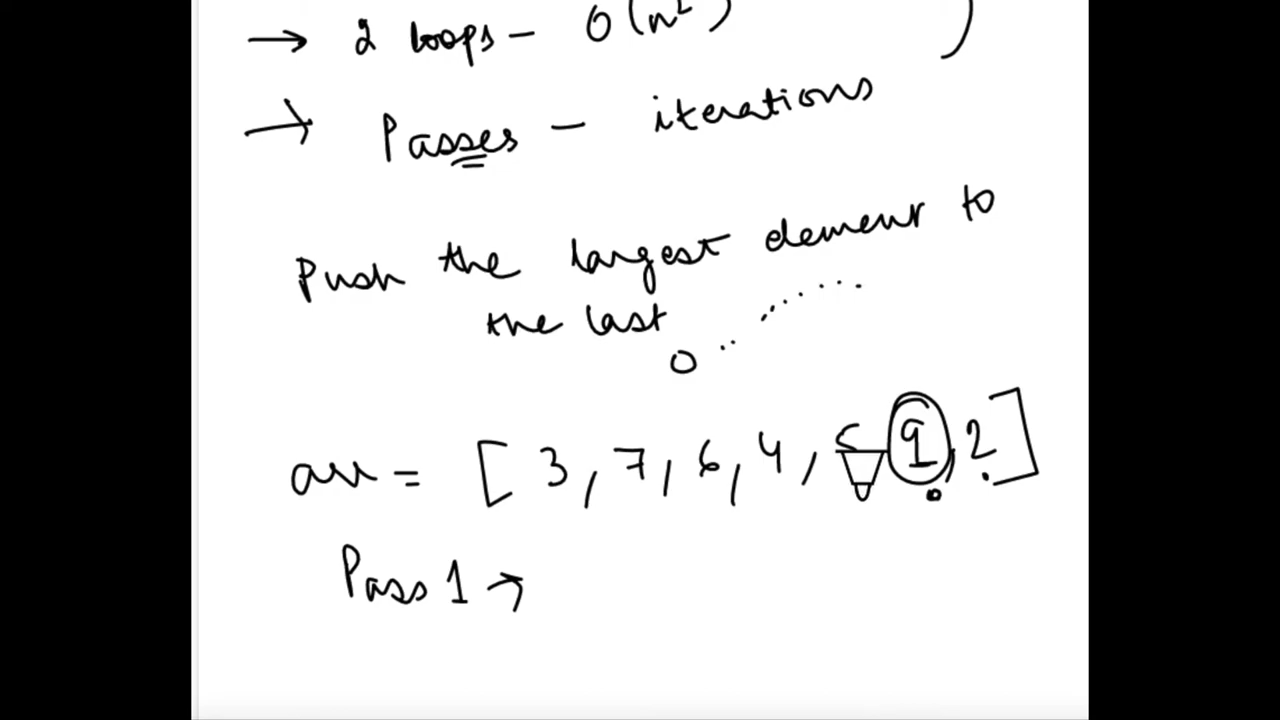 → 2 loops - O(n²) )
→ Passes - iterations
Push the largest element to
the last
0 .. .......
arr = [ 3, 7, 6, 4, 9, 2 ]
Pass 1 →